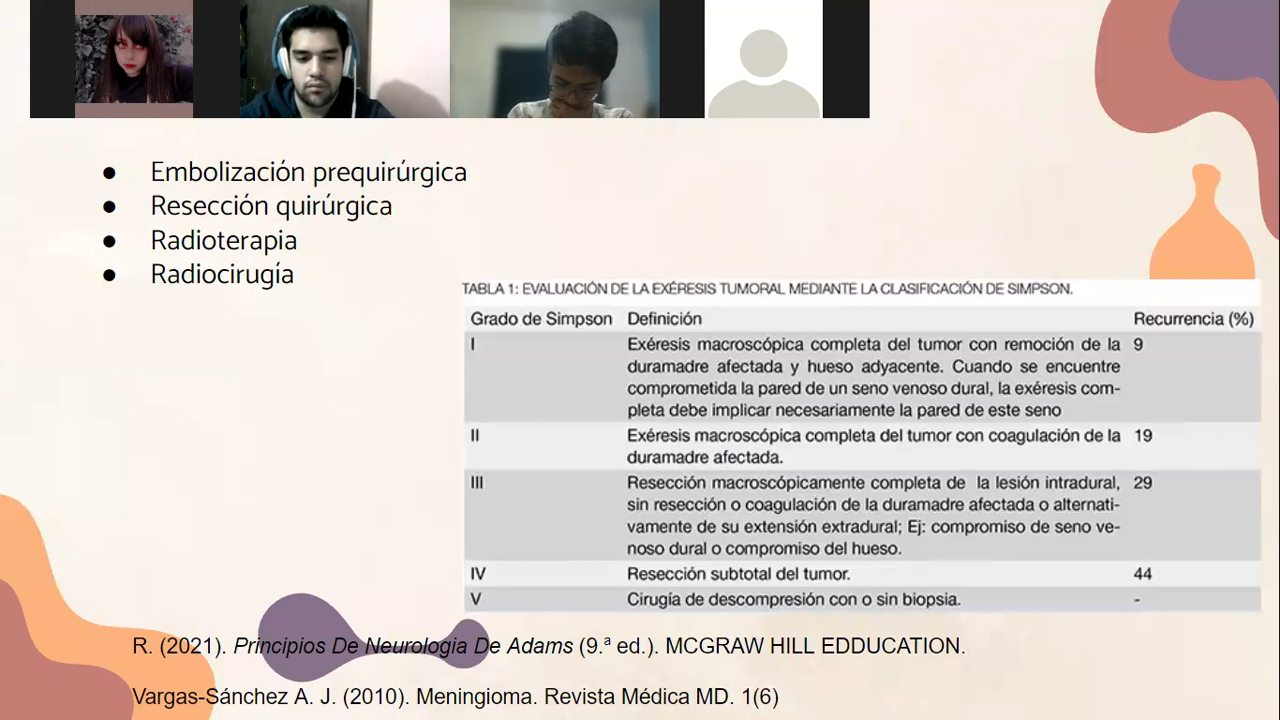 ● Embolización prequirúrgica
● Resección quirúrgica
● Radioterapia
● Radiocirugía
TABLA 1: EVALUACIÓN DE LA EXÉRESIS TUMORAL MEDIANTE LA CLASIFICACIÓN DE SIMPSON.
Grado de Simpson Definición Recurrencia (%)
I Exéresis macroscópica completa del tumor con remoción de la 9
duramadre afectada y hueso adyacente. Cuando se encuentre
comprometida la pared de un seno venoso dural, la exéresis com-
pleta debe implicar necesariamente la pared de este seno
II Exéresis macroscópica completa del tumor con coagulación de la 19
duramadre afectada.
III Resección macroscópicamente completa de la lesión intradural, 29
sin resección o coagulación de la duramadre afectada o alternati-
vamente de su extensión extradural; Ej: compromiso de seno ve-
noso dural o compromiso del hueso.
IV Resección subtotal del tumor. 44
V Cirugía de descompresión con o sin biopsia. -
R. (2021). Principios De Neurologia De Adams (9.ª ed.). MCGRAW HILL EDDUCATION.
Vargas-Sánchez A. J. (2010). Meningioma. Revista Médica MD. 1(6)